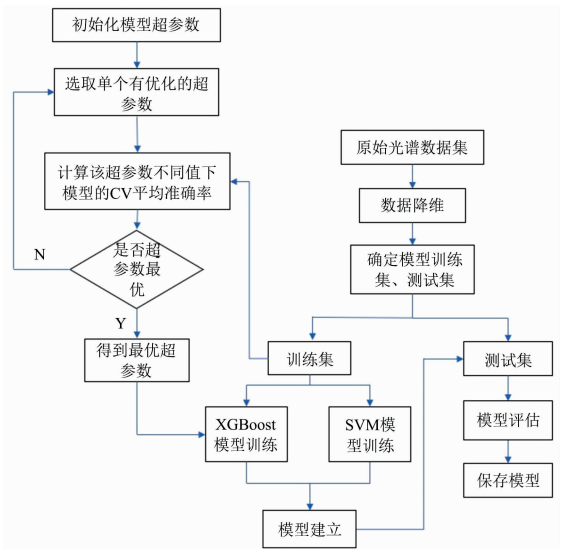 初始化模型超参数
选取单个有优化的超
参数
计算该超参数不同值下
模型的CV平均准确率
是否超
参数最
优
N
Y
得到最优超
参数
原始光谱数据集
数据降维
确定模型训练
集、测试集
训练集
测试集
XGBoost
模型训练
SVM模
型训练
模型评估
保存模型
模型建立